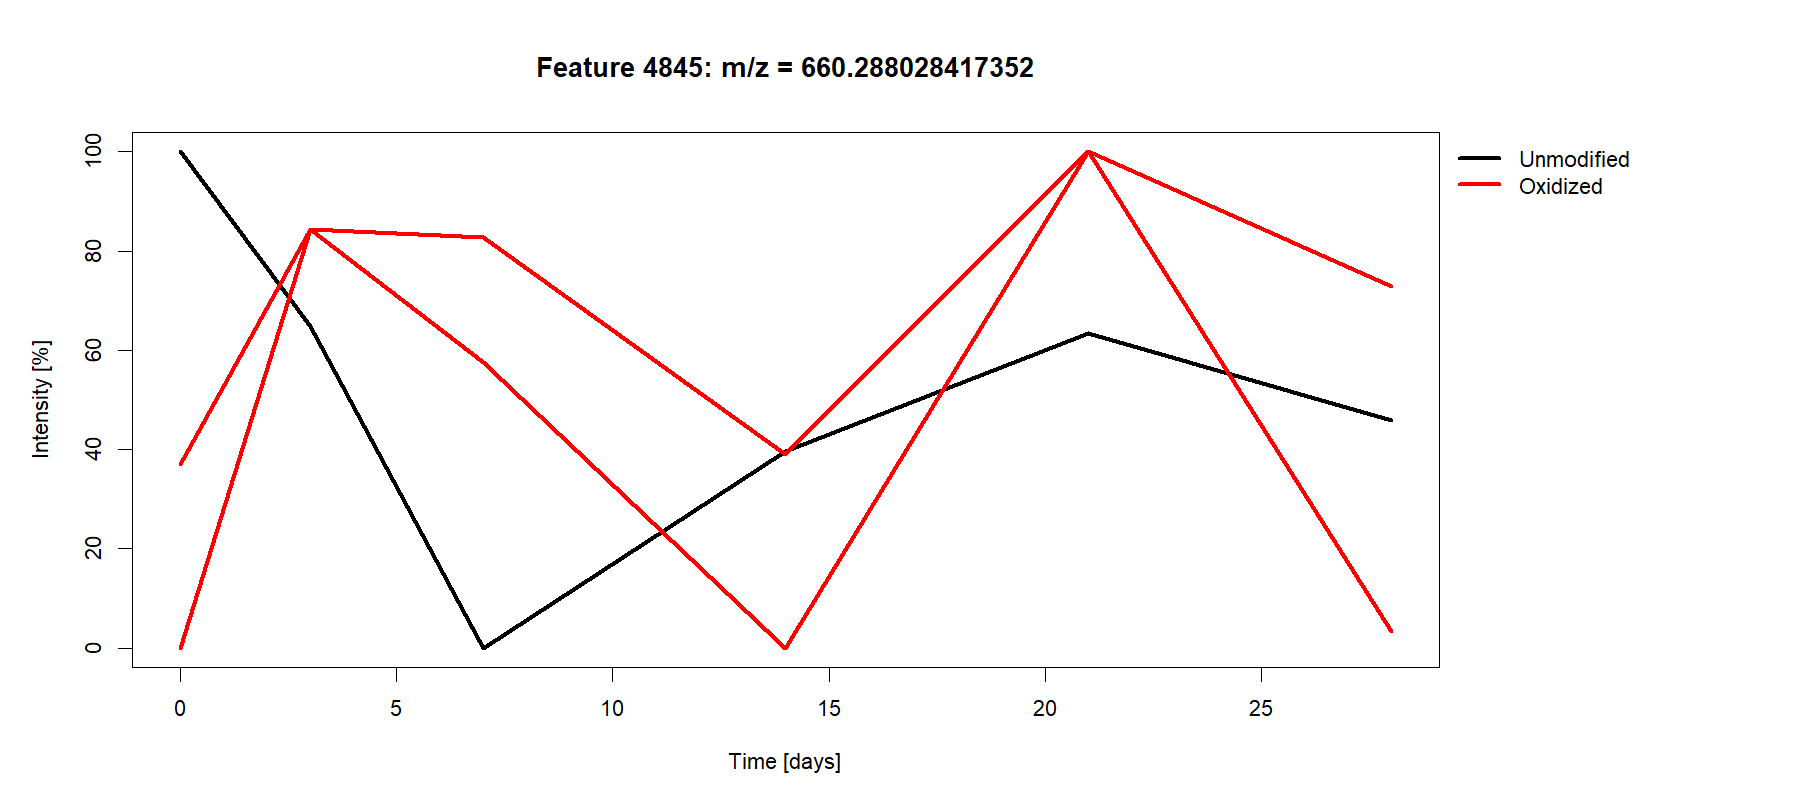 Feature 4845: m/z = 660.288028417352
Unmodified
Oxidized
Intensity [%]
100
80
60
40
20
0
0 5 10 15 20 25
Time [days]